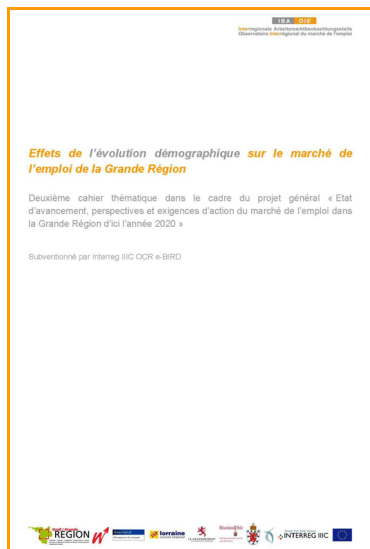 IBA OIE
Interregionale Arbeitsmarktbeobachtungsstelle
Observatoire Interrégional du marché de l'emploi
Effets de l'évolution démographique sur le marché de
l'emploi de la Grande Région
Deuxième cahier thématique dans le cadre du projet général « Etat
d'avancement, perspectives et exigences d'action du marché de l'emploi dans
la Grande Région d'ici l'année 2020 »
Subventionné par Interreg IIIC OCR e-BIRD
REGION
lorraine
INTERREG IIIC